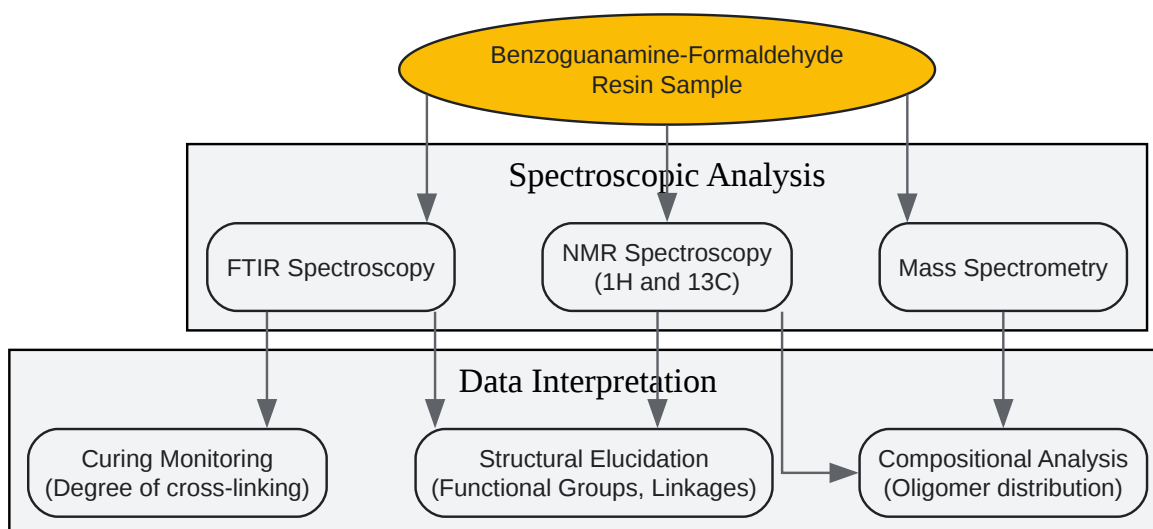 Benzoguanamine-Formaldehyde
Resin Sample
Spectroscopic Analysis
FTIR Spectroscopy
NMR Spectroscopy
(1H and 13C)
Mass Spectrometry
Data Interpretation
Curing Monitoring
(Degree of cross-linking)
Structural Elucidation
(Functional Groups, Linkages)
Compositional Analysis
(Oligomer distribution)